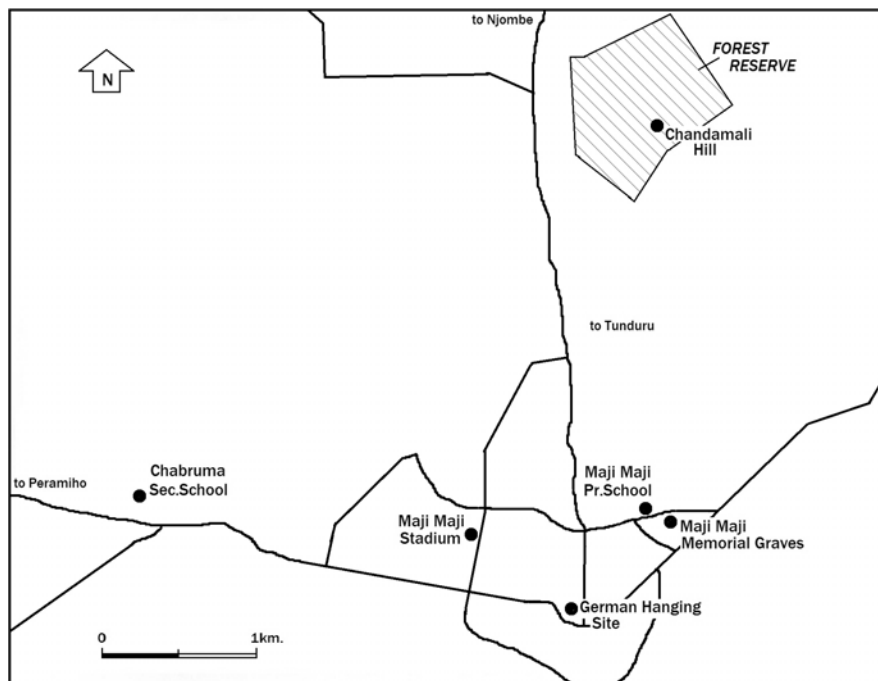 to Njombe
FOREST
RESERVE
N
Chandamali
Hill
to Tunduru
Chabruma
Sec.School
to Peramiho
Maji Maji
Pr.School
Maji Maji
Stadium
Maji Maji
Memorial Graves
German Hanging
Site
0 1km.